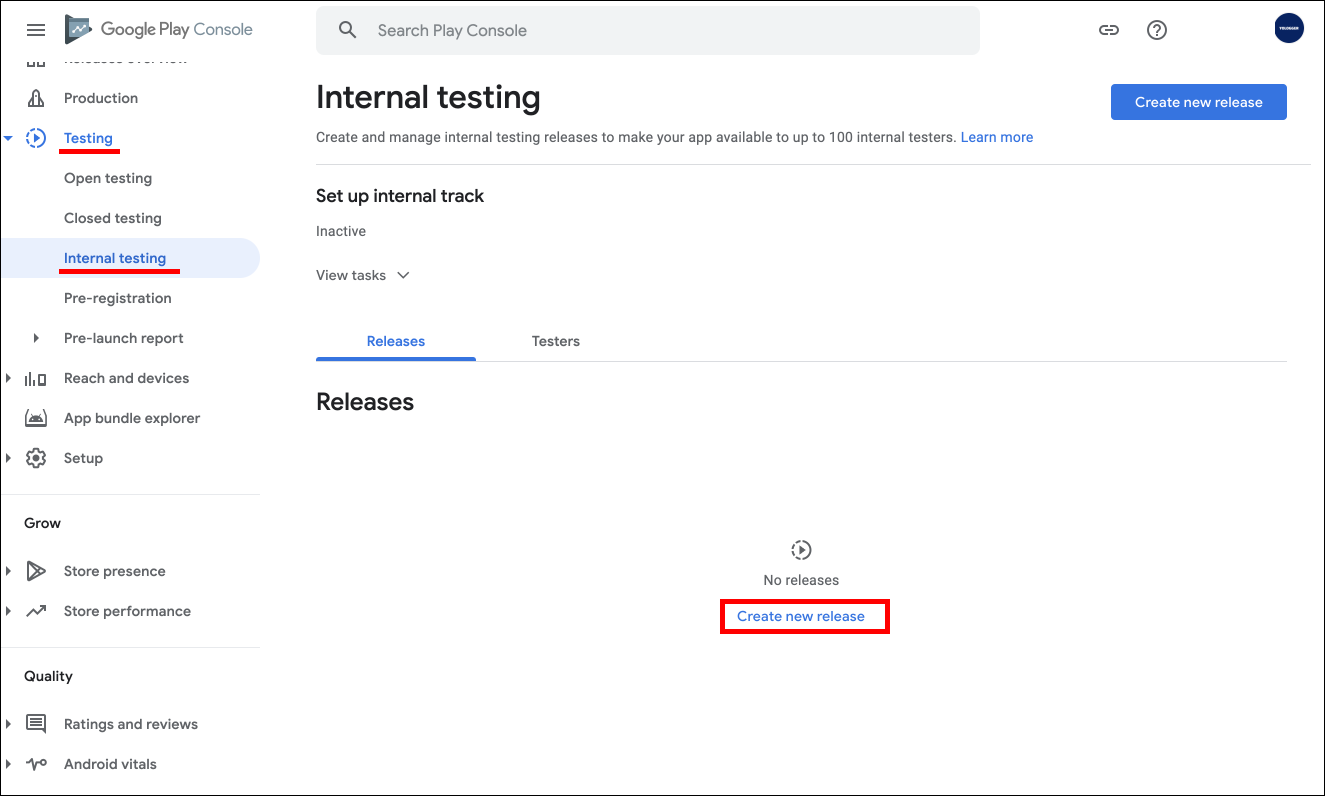 Google Play Console
Search Play Console
Releases overview
Production
Testing
Open testing
Closed testing
Internal testing
Pre-registration
Pre-launch report
Reach and devices
App bundle explorer
Setup
Grow
Store presence
Store performance
Quality
Ratings and reviews
Android vitals
Internal testing
Create new release
Create and manage internal testing releases to make your app available to up to 100 internal testers. Learn more
Set up internal track
Inactive
View tasks
Releases Testers
Releases
No releases
Create new release